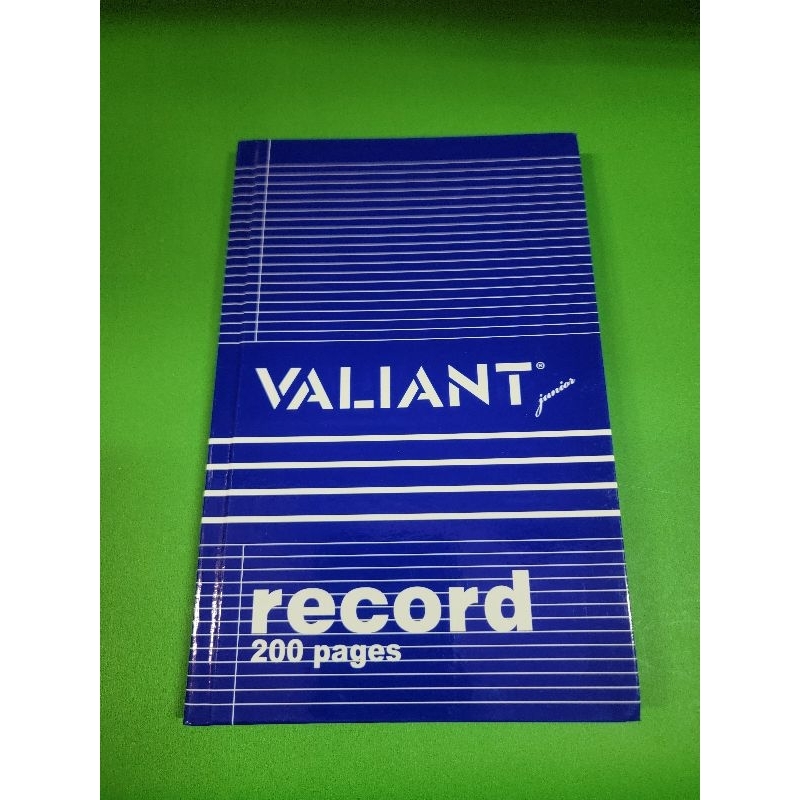 VALIANT® junior
record
200 pages